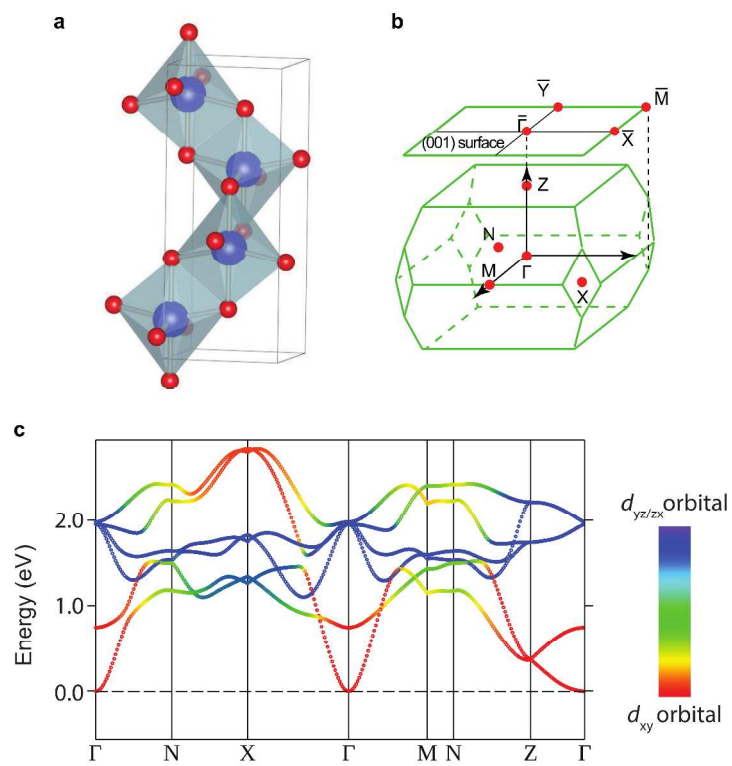 a
b
Y̅
M̅
Γ̅
X̅
(001) surface
Z
N
M
Γ
X
c
Energy (eV)
2.0
1.0
0.0
Γ N X Γ M N Z Γ
d_yz/zx orbital
d_xy orbital